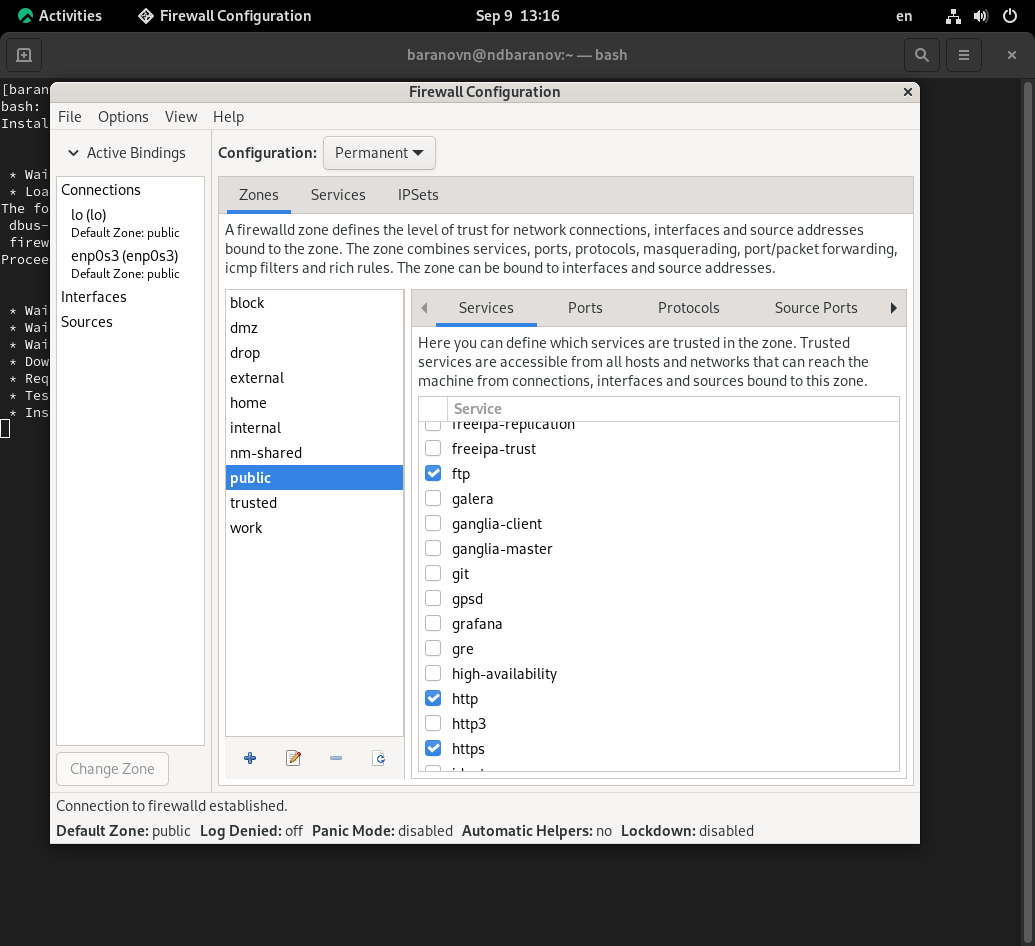 Activities Firewall Configuration Sep 9 13:16 en
baranovn@ndbaranov:~ — bash
[baran
bash:
Instal
* Wai
* Loa
The fo
dbus-
firew
Procee
* Wai
* Wai
* Wai
* Dow
* Req
* Tes
* Ins
Firewall Configuration
File Options View Help
Active Bindings
Connections
lo (lo)
Default Zone: public
enp0s3 (enp0s3)
Default Zone: public
Interfaces
Sources
Change Zone
Configuration: Permanent
Zones Services IPSets
A firewalld zone defines the level of trust for network connections, interfaces and source addresses
bound to the zone. The zone combines services, ports, protocols, masquerading, port/packet forwarding,
icmp filters and rich rules. The zone can be bound to interfaces and source addresses.
block
dmz
drop
external
home
internal
nm-shared
public
trusted
work
Services Ports Protocols Source Ports
Here you can define which services are trusted in the zone. Trusted
services are accessible from all hosts and networks that can reach the
machine from connections, interfaces and sources bound to this zone.
Service
freeipa-replication
freeipa-trust
ftp
galera
ganglia-client
ganglia-master
git
gpsd
grafana
gre
high-availability
http
http3
https
Connection to firewalld established.
Default Zone: public Log Denied: off Panic Mode: disabled Automatic Helpers: no Lockdown: disabled